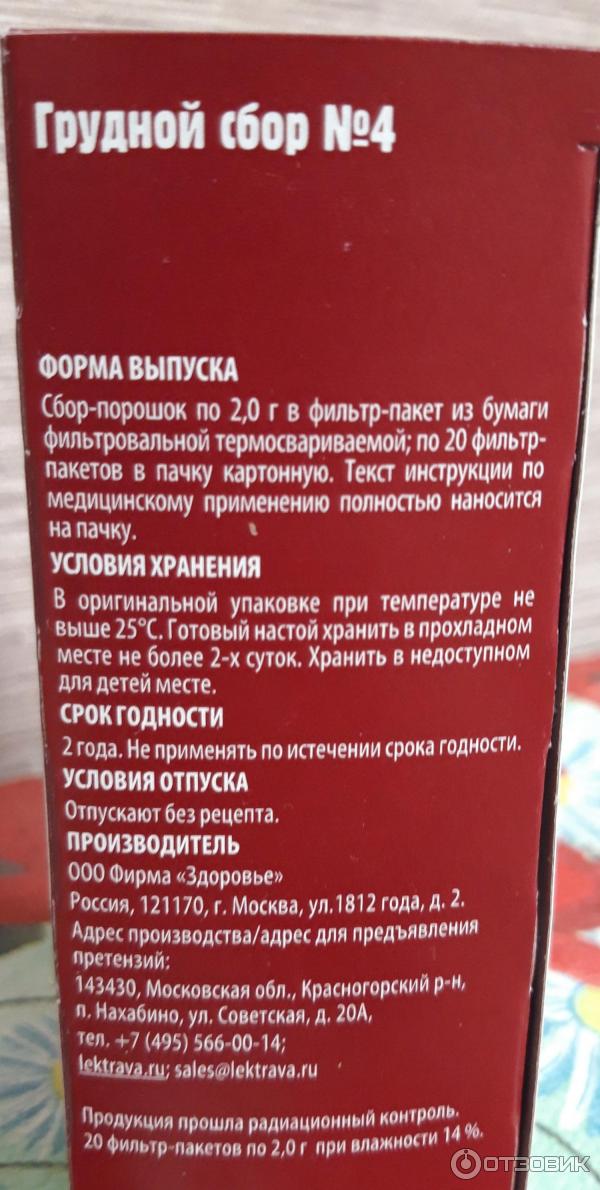 Грудной сбор №4
ФОРМА ВЫПУСКА
Сбор-порошок по 2,0 г в фильтр-пакет из бумаги
фильтровальной термосвариваемой; по 20 фильтр-
пакетов в пачку картонную. Текст инструкции по
медицинскому применению полностью наносится
на пачку.
УСЛОВИЯ ХРАНЕНИЯ
В оригинальной упаковке при температуре не
выше 25°С. Готовый настой хранить в прохладном
месте не более 2-х суток. Хранить в недоступном
для детей месте.
СРОК ГОДНОСТИ
2 года. Не применять по истечении срока годности.
УСЛОВИЯ ОТПУСКА
Отпускают без рецепта.
ПРОИЗВОДИТЕЛЬ
ООО Фирма «Здоровье»
Россия, 121170, г. Москва, ул.1812 года, д. 2.
Адрес производства/адрес для предъявления
претензий:
143430, Московская обл., Красногорский р-н,
п. Нахабино, ул. Советская, д. 20А,
тел. +7 (495) 566-00-14;
lektrava.ru; sales@lektrava.ru
Продукция прошла радиационный контроль.
20 фильтр-пакетов по 2,0 г при влажности 14 %.
ОТЗОВИК